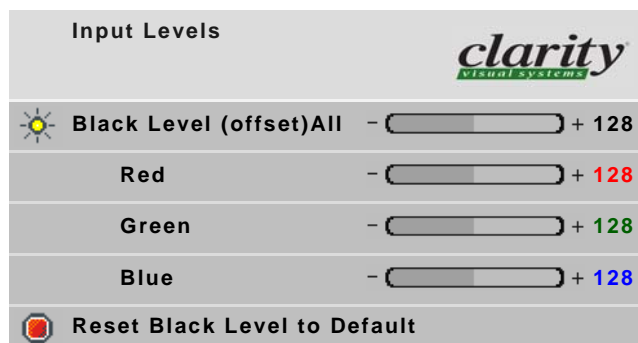 Input Levels
clarity
visual systems
Black Level (offset)All - + 128
Red - + 128
Green - + 128
Blue - + 128
Reset Black Level to Default